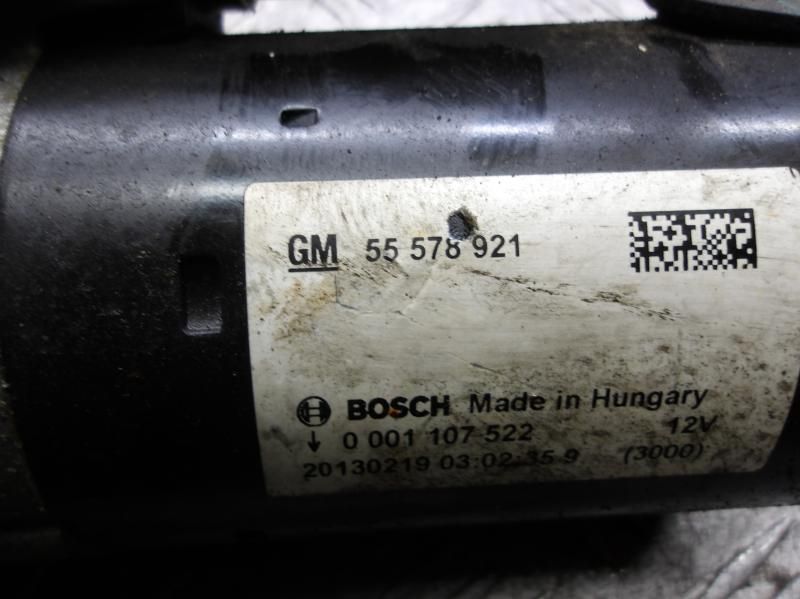 GM 55 578 921
BOSCH Made in Hungary
0 001 107 522 12V
20130219 03:02:35 9 (3000)